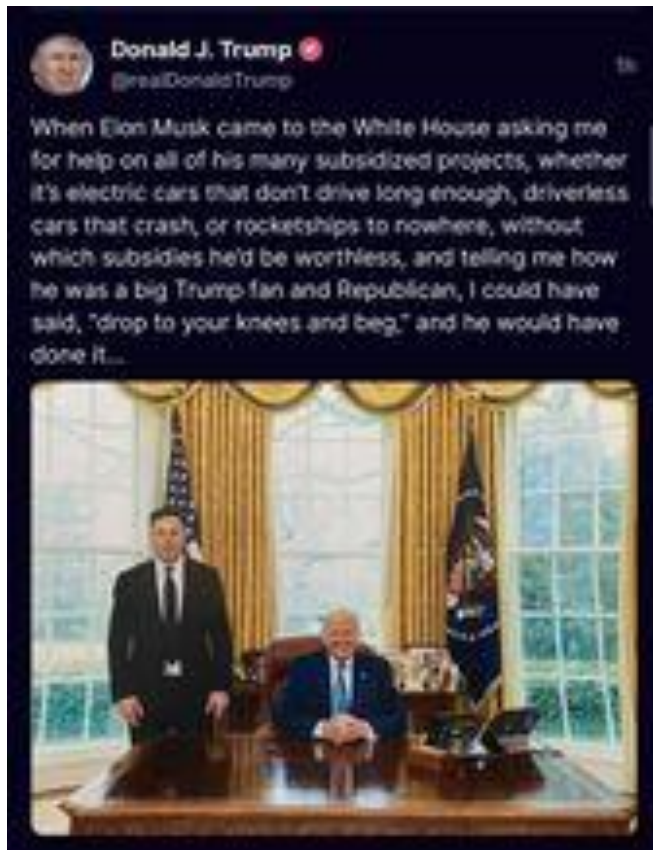 Donald J. Trump
@realDonaldTrump
1h
When Elon Musk came to the White House asking me
for help on all of his many subsidized projects, whether
it's electric cars that don't drive long enough, driverless
cars that crash, or rocketships to nowhere, without
which subsidies he'd be worthless, and telling me how
he was a big Trump fan and Republican, I could have
said, "drop to your knees and beg," and he would have
done it...